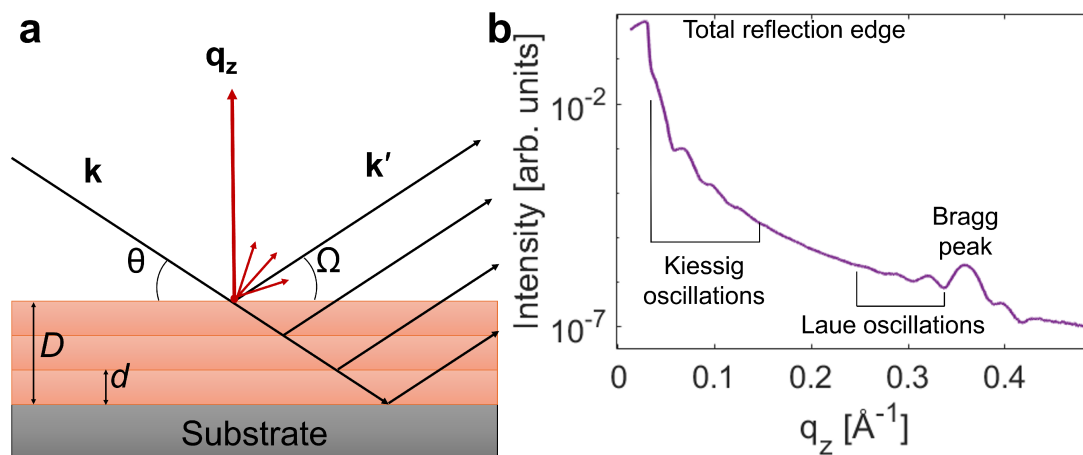 a
q_z
k
k′
θ
Ω
D
d
Substrate
b
Total reflection edge
Intensity [arb. units]
10^-2
10^-7
Kiessig
oscillations
Laue oscillations
Bragg
peak
0
0.1
0.2
0.3
0.4
q_z [Å^-1]